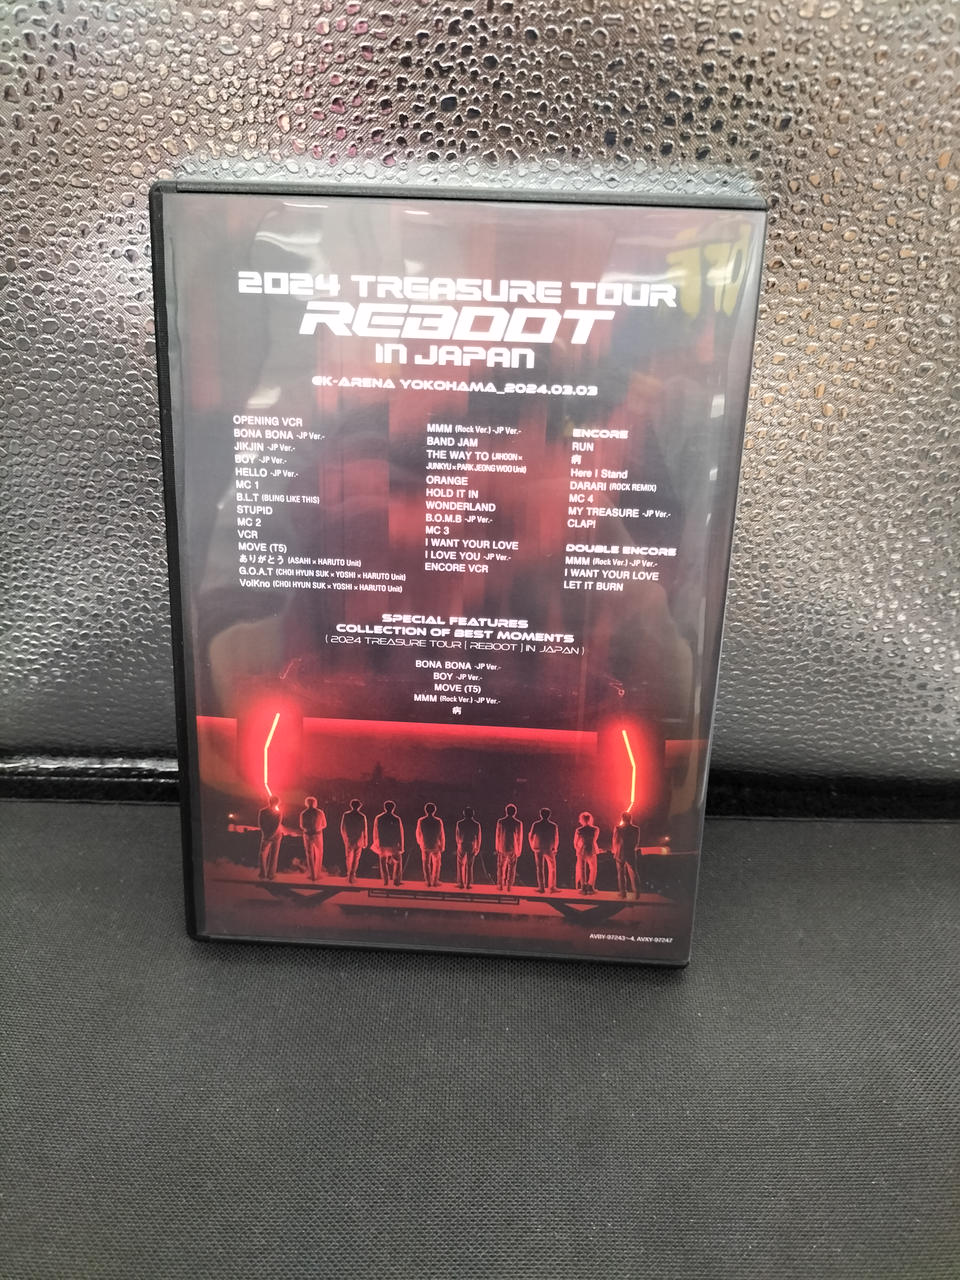 2024 TREASURE TOUR
REBOOT
IN JAPAN
@K-ARENA YOKOHAMA_2024.03.03
OPENING VCR
BONA BONA -JP Ver.-
JIKJIN -JP Ver.-
BOY -JP Ver.-
HELLO -JP Ver.-
MC 1
B.L.T (BLING LIKE THIS)
STUPID
MC 2
VCR
MOVE (T5)
ありがとう (ASAHI × HARUTO Unit)
G.O.A.T (CHOI HYUN SUK × YOSHI × HARUTO Unit)
VolKno (CHOI HYUN SUK × YOSHI × HARUTO Unit)
MMM (Rock Ver.) -JP Ver.-
BAND JAM
THE WAY TO (JIHOON ×
JUNKYU × PARK JEONG WOO Unit)
ORANGE
HOLD IT IN
WONDERLAND
B.O.M.B -JP Ver.-
MC 3
I WANT YOUR LOVE
I LOVE YOU -JP Ver.-
ENCORE VCR
ENCORE
RUN
病
Here I Stand
DARARI (ROCK REMIX)
MC 4
MY TREASURE -JP Ver.-
CLAP!
DOUBLE ENCORE
MMM (Rock Ver.) -JP Ver.-
I WANT YOUR LOVE
LET IT BURN
SPECIAL FEATURES
COLLECTION OF BEST MOMENTS
( 2024 TREASURE TOUR [ REBOOT ] IN JAPAN )
BONA BONA -JP Ver.-
BOY -JP Ver.-
MOVE (T5)
MMM (Rock Ver.) -JP Ver.-
病
AVBY-97243~4, AVXY-97247